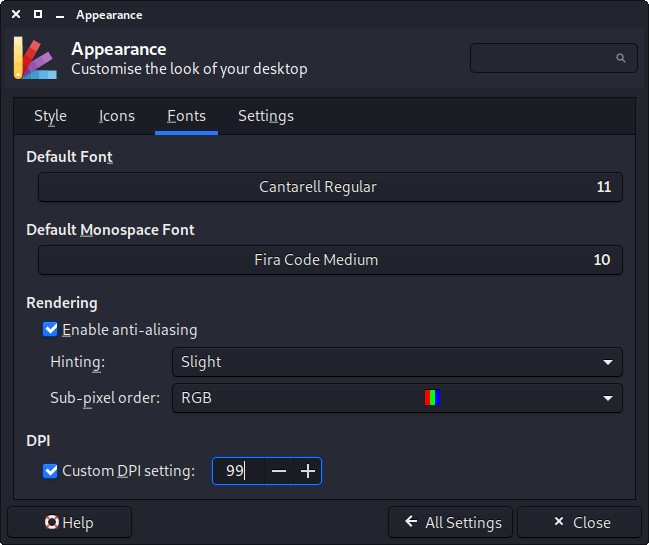 Appearance
Appearance
Customise the look of your desktop
Style Icons Fonts Settings
Default Font
Cantarell Regular 11
Default Monospace Font
Fira Code Medium 10
Rendering
Enable anti-aliasing
Hinting: Slight
Sub-pixel order: RGB
DPI
Custom DPI setting: 99
Help All Settings Close